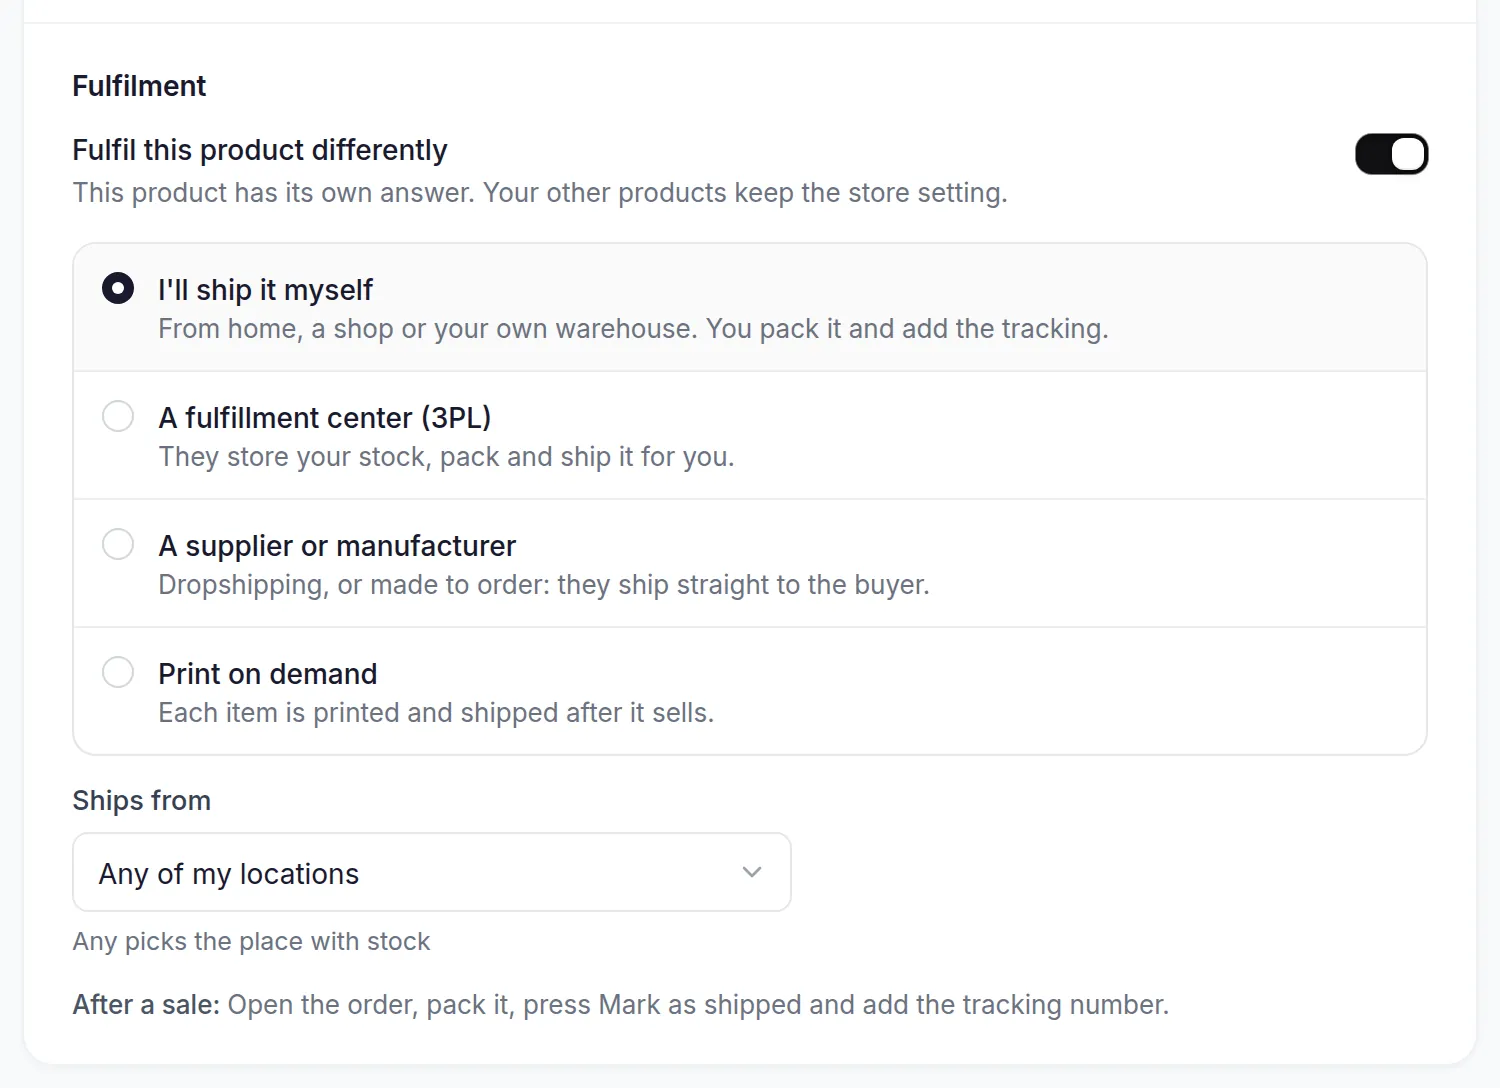 Fulfilment
Fulfil this product differently
This product has its own answer. Your other products keep the store setting.
I'll ship it myself
From home, a shop or your own warehouse. You pack it and add the tracking.
A fulfillment center (3PL)
They store your stock, pack and ship it for you.
A supplier or manufacturer
Dropshipping, or made to order: they ship straight to the buyer.
Print on demand
Each item is printed and shipped after it sells.
Ships from
Any of my locations
Any picks the place with stock
After a sale: Open the order, pack it, press Mark as shipped and add the tracking number.